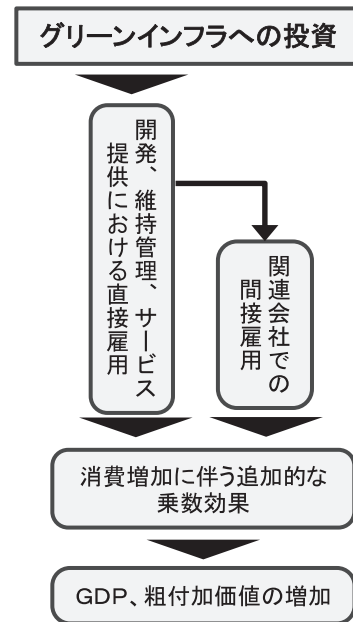 グリーンインフラへの投資
開発、維持管理、サービス
提供における直接雇用
関連会社での
間接雇用
消費増加に伴う追加的な
乗数効果
GDP、粗付加価値の増加